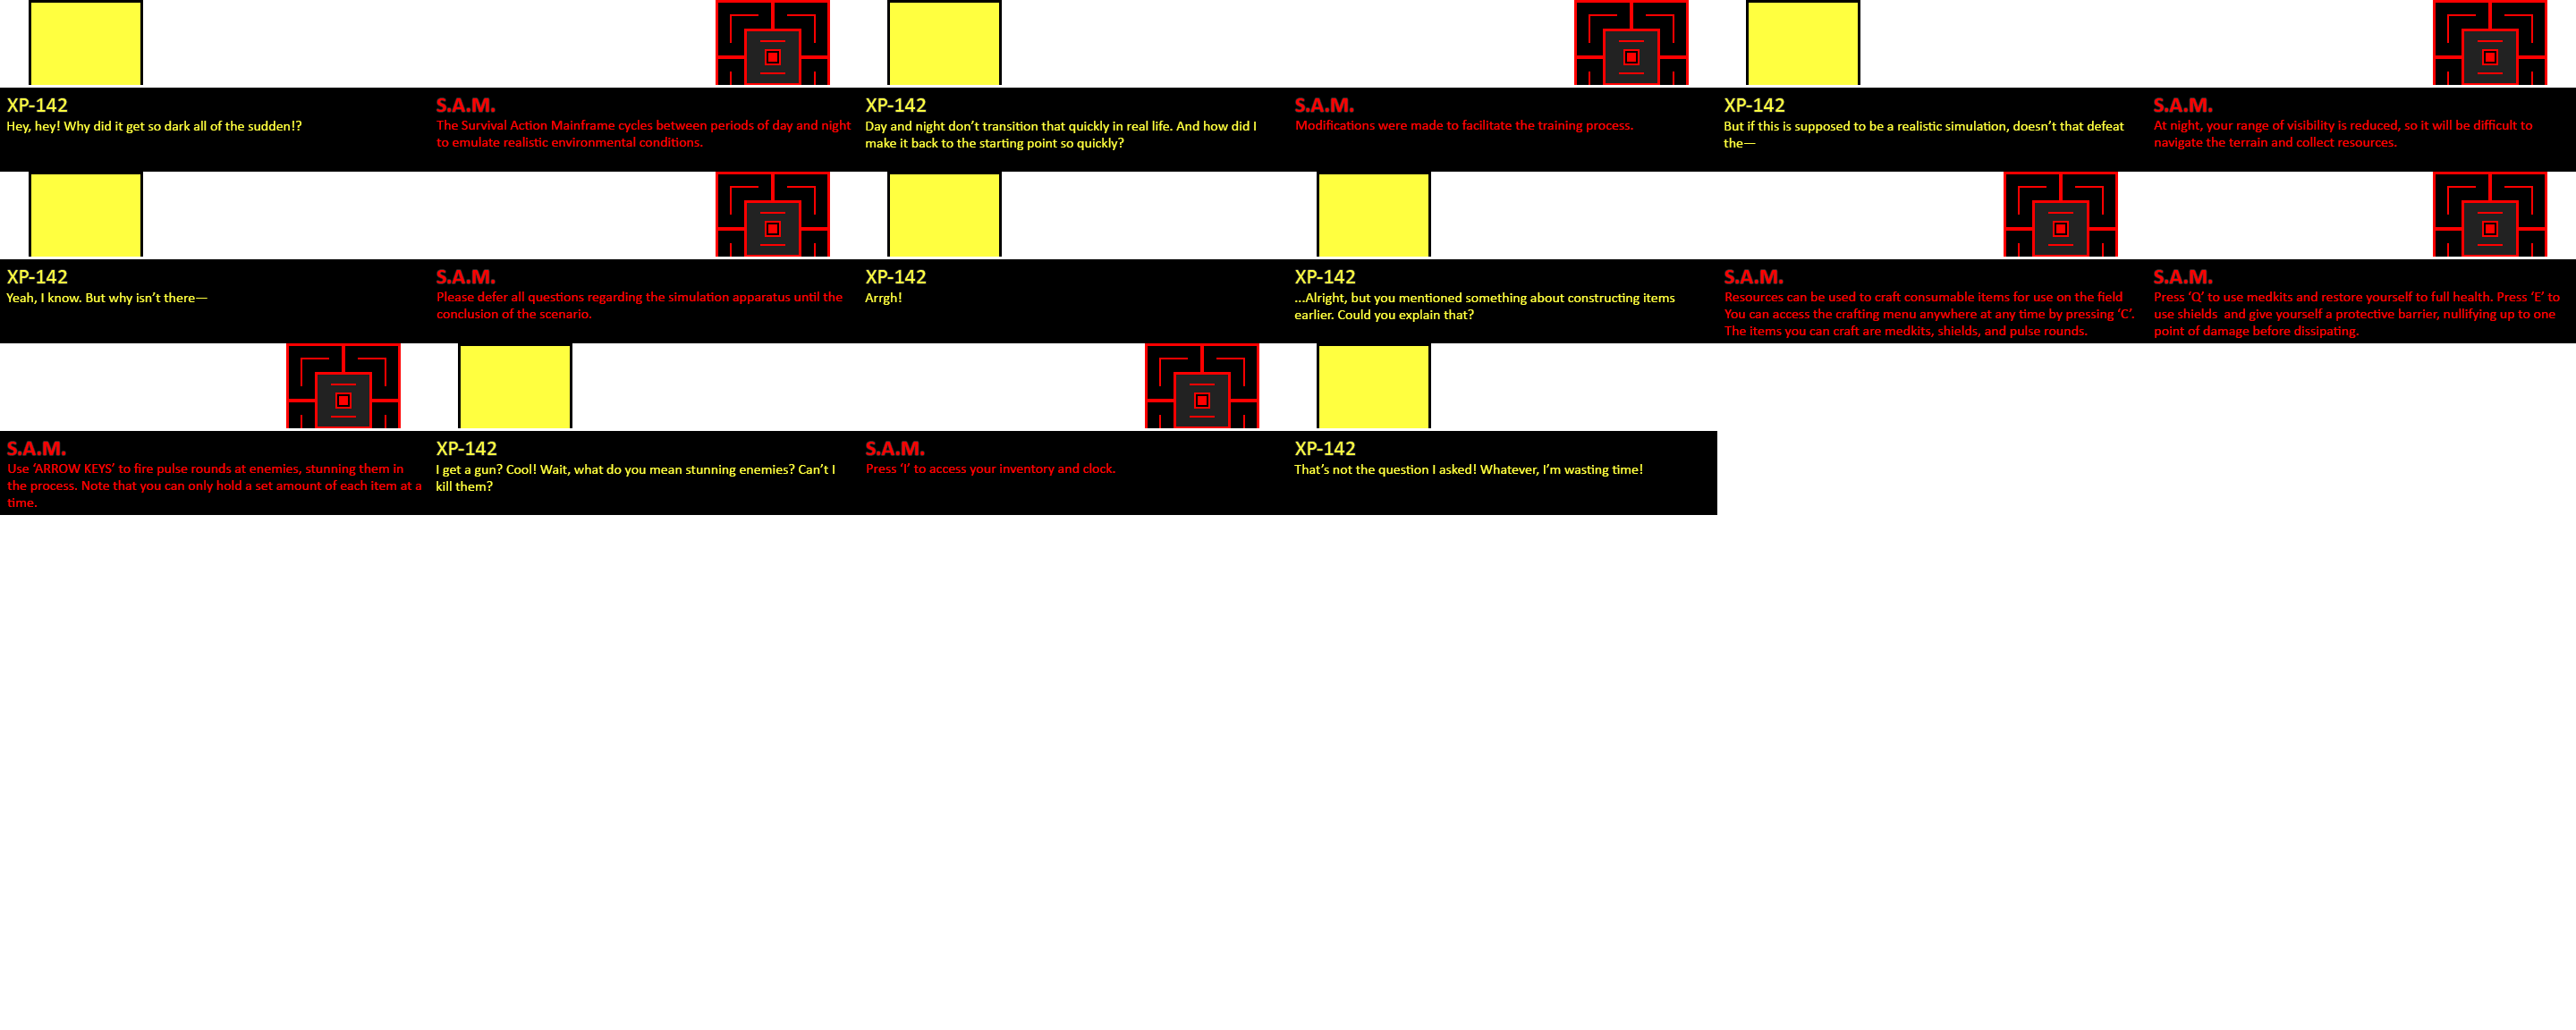 XP-142
Hey, hey! Why did it get so dark all of the sudden!?
S.A.M.
The Survival Action Mainframe cycles between periods of day and night
to emulate realistic environmental conditions.
XP-142
Day and night don’t transition that quickly in real life. And how did I
make it back to the starting point so quickly?
S.A.M.
Modifications were made to facilitate the training process.
XP-142
But if this is supposed to be a realistic simulation, doesn’t that defeat
the—
S.A.M.
At night, your range of visibility is reduced, so it will be difficult to
navigate the terrain and collect resources.
XP-142
Yeah, I know. But why isn’t there—
S.A.M.
Please defer all questions regarding the simulation apparatus until the
conclusion of the scenario.
XP-142
Arrgh!
XP-142
...Alright, but you mentioned something about constructing items
earlier. Could you explain that?
S.A.M.
Resources can be used to craft consumable items for use on the field
You can access the crafting menu anywhere at any time by pressing ‘C’.
The items you can craft are medkits, shields, and pulse rounds.
S.A.M.
Press ‘Q’ to use medkits and restore yourself to full health. Press ‘E’ to
use shields  and give yourself a protective barrier, nullifying up to one
point of damage before dissipating.
S.A.M.
Use ‘ARROW KEYS’ to fire pulse rounds at enemies, stunning them in
the process. Note that you can only hold a set amount of each item at a
time.
XP-142
I get a gun? Cool! Wait, what do you mean stunning enemies? Can’t I
kill them?
S.A.M.
Press ‘I’ to access your inventory and clock.
XP-142
That’s not the question I asked! Whatever, I’m wasting time!